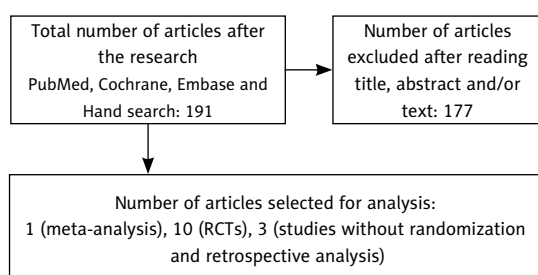 Total number of articles after
the research
PubMed, Cochrane, Embase and
Hand search: 191
Number of articles
excluded after reading
title, abstract and/or
text: 177
Number of articles selected for analysis:
1 (meta-analysis), 10 (RCTs), 3 (studies without randomization
and retrospective analysis)